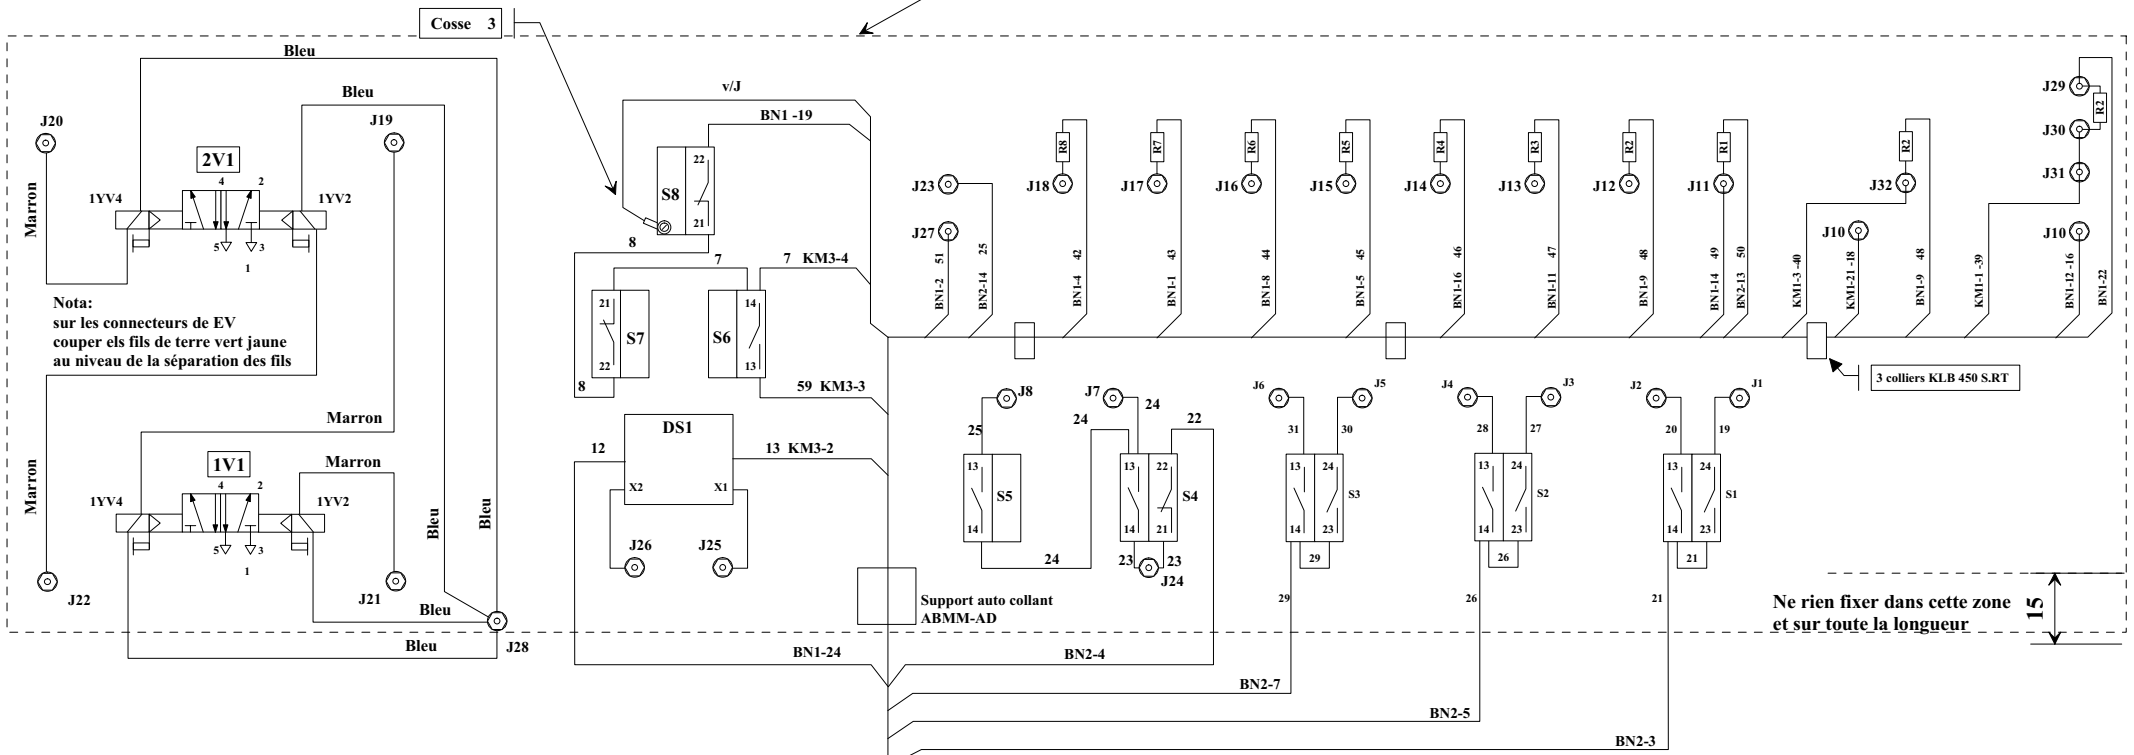 Cosse 3
Bleu
Bleu
J20
J19
2V1
4
2
1YV4
1YV2
5
3
1
Marron
Nota:
sur les connecteurs de EV
couper els fils de terre vert jaune
au niveau de la séparation des fils
Marron
Marron
1V1
Marron
4
2
1YV4
1YV2
5
3
1
Marron
J22
J21
Bleu
Bleu
Bleu
Bleu
J28
v/J
BN1 -19
22
S8
21
8
7
7 KM3-4
21
S7
22
8
14
S6
13
59 KM3-3
DS1
12
13 KM3-2
X2
X1
J26
J25
Support auto collant
ABMM-AD
BN1-24
BN2-4
BN2-7
BN2-5
BN2-3
J23
J27
BN1-2 51
BN2-14 25
R8
J18
BN1-4 42
R7
J17
BN1-1 43
R6
J16
BN1-8 44
R5
J15
BN1-5 45
R4
J14
BN1-16 46
R3
J13
BN1-11 47
R2
J12
BN1-9 48
R1
J11
BN1-14 49
BN2-13 50
R2
J32
KM1-3 -40
J10
KM1-21 -18
BN1-9 48
J29
R2
J30
J31
J10
KM1-1 -39
BN1-12 -16
BN1-22
3 colliers KLB 450 S.RT
J8
25
13
S5
14
24
J7
24
24
22
13
22
S4
14
21
23
23
J24
J6
J5
31
30
13
24
S3
14
23
29
29
J4
J3
28
27
13
24
S2
14
23
26
26
J2
J1
20
19
13
24
S1
14
23
21
21
Ne rien fixer dans cette zone
et sur toute la longueur
15